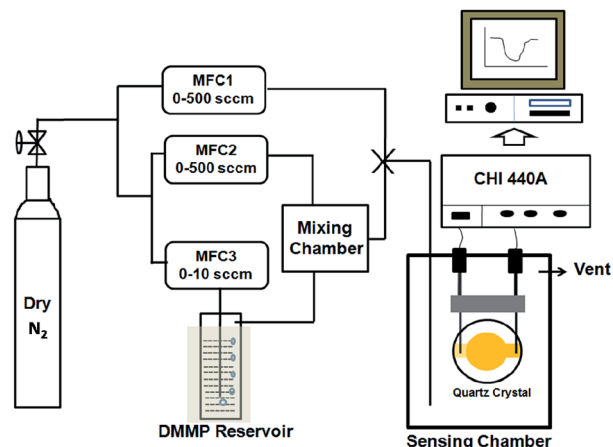 MFC1
0-500 sccm
MFC2
0-500 sccm
MFC3
0-10 sccm
Mixing
Chamber
Dry
N₂
DMMP Reservoir
CHI 440A
Vent
Quartz Crystal
Sensing Chamber